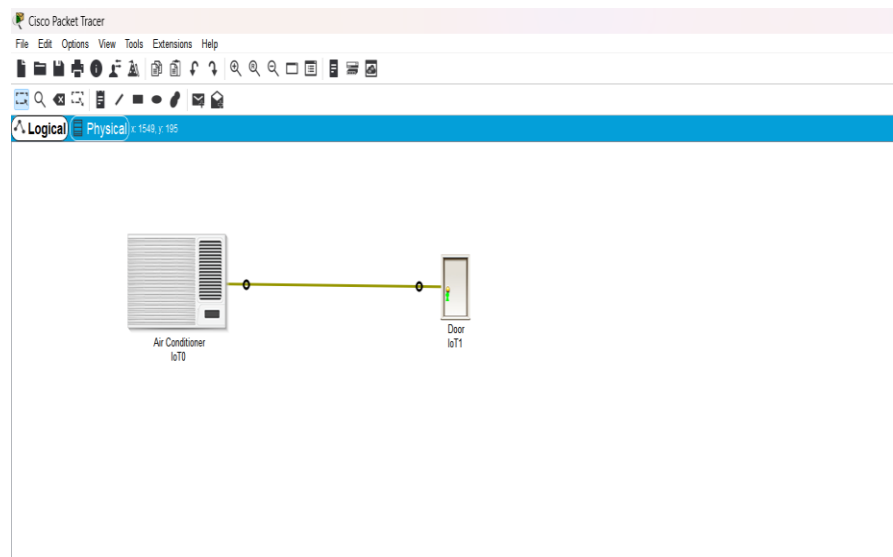 Cisco Packet Tracer
File Edit Options View Tools Extensions Help
Logical Physical x: 1549, y: 195
Air Conditioner
IoT0
Door
IoT1